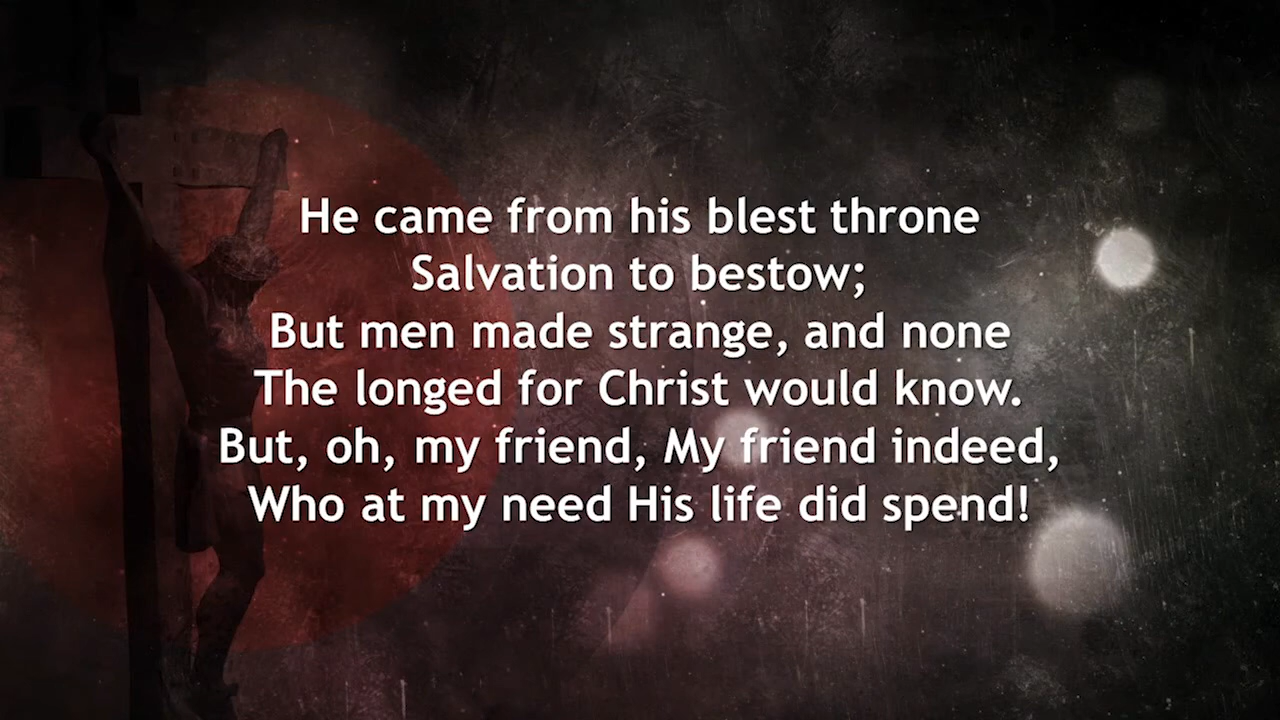 He came from his blest throne
Salvation to bestow;
But men made strange, and none
The longed for Christ would know.
But, oh, my friend, My friend indeed,
Who at my need His life did spend!